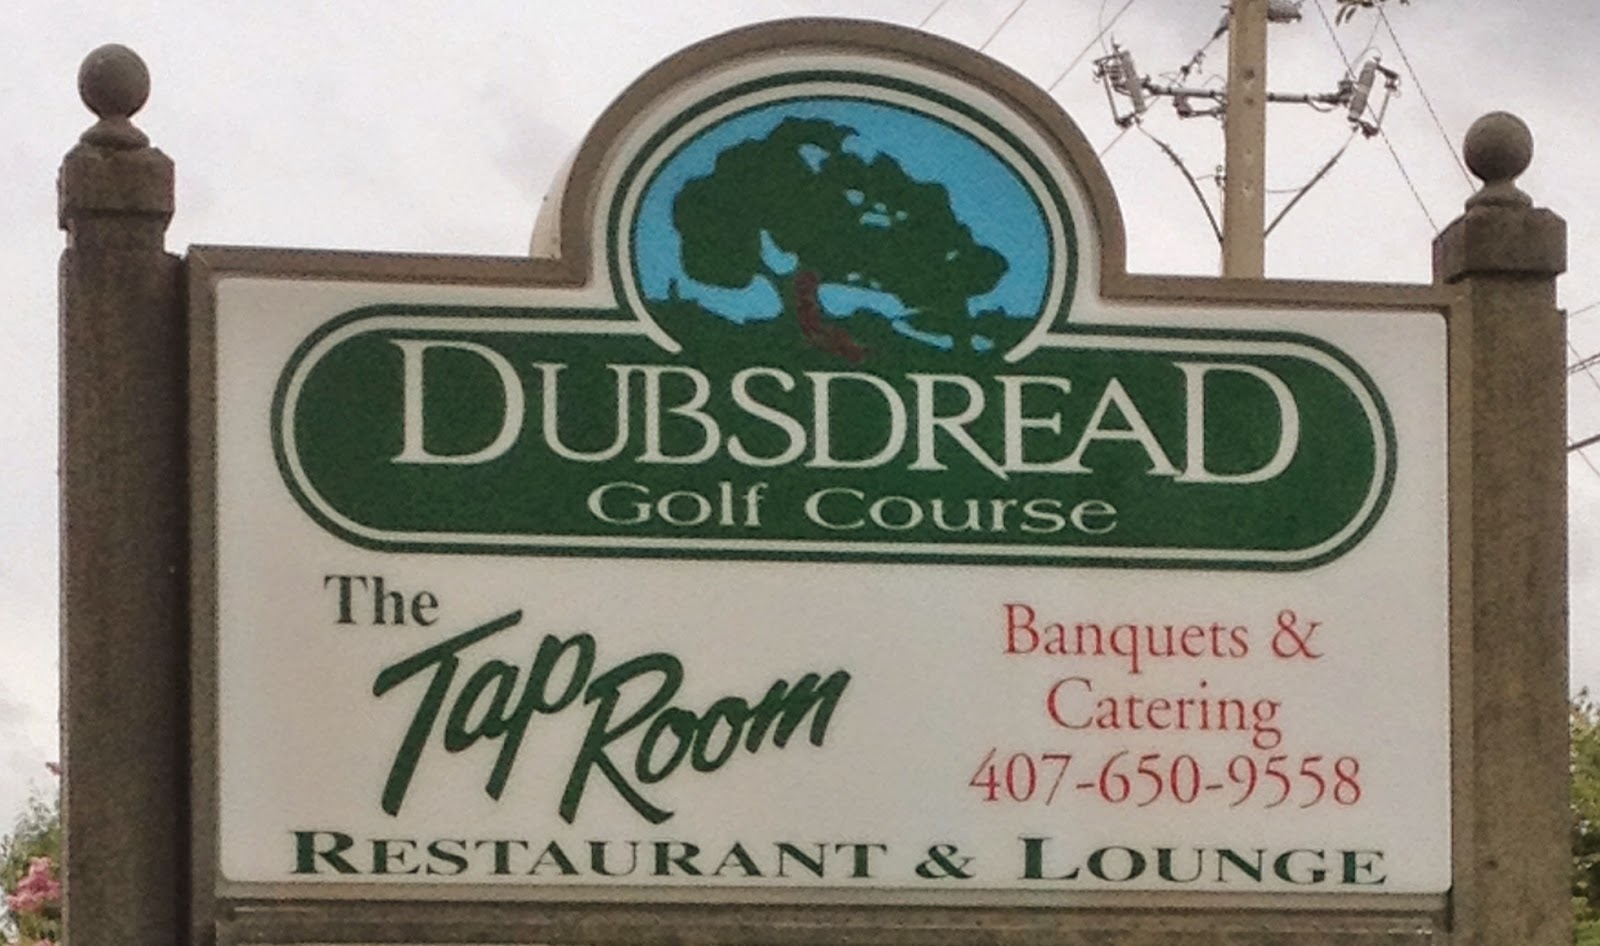 DUBSDREAD
Golf Course
The
Tap Room
Banquets &
Catering
407-650-9558
RESTAURANT & LOUNGE